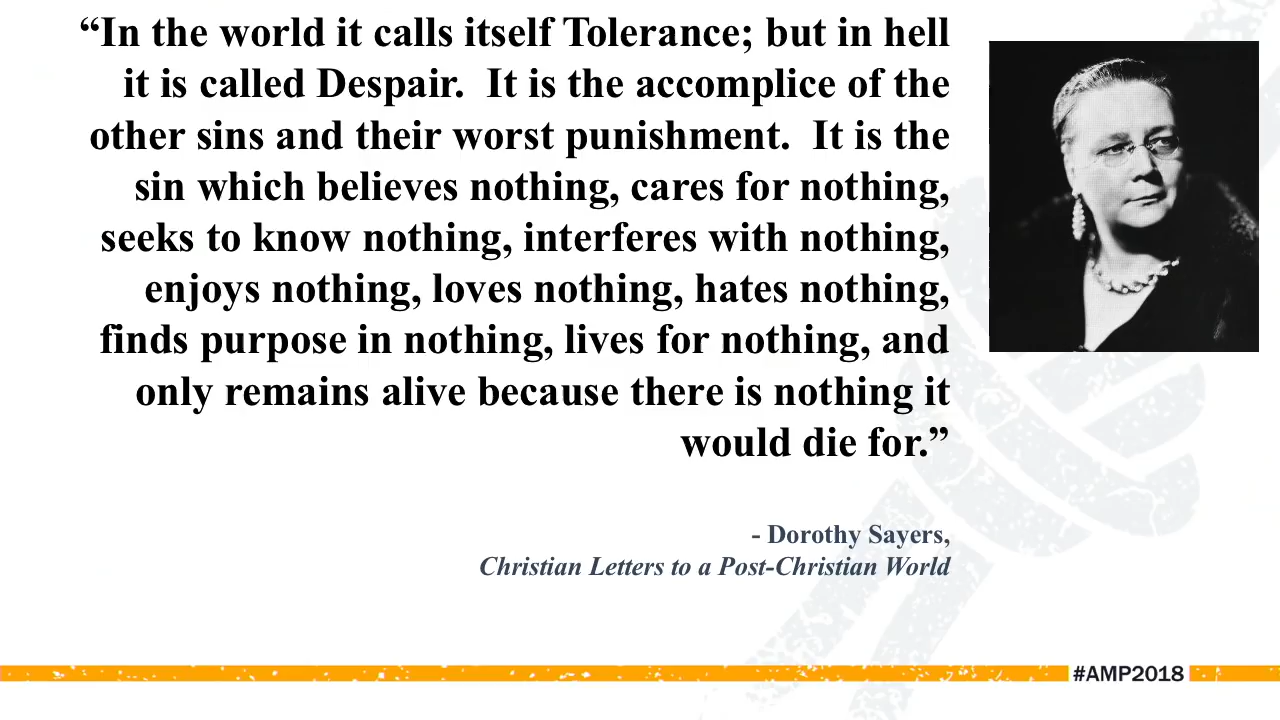 “In the world it calls itself Tolerance; but in hell
it is called Despair.  It is the accomplice of the
other sins and their worst punishment.  It is the
sin which believes nothing, cares for nothing,
seeks to know nothing, interferes with nothing,
enjoys nothing, loves nothing, hates nothing,
finds purpose in nothing, lives for nothing, and
only remains alive because there is nothing it
would die for.”
- Dorothy Sayers,
Christian Letters to a Post-Christian World
#AMP2018